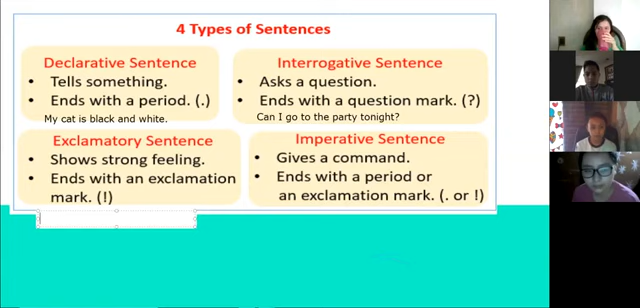 4 Types of Sentences
Declarative Sentence
• Tells something.
• Ends with a period. (.)
My cat is black and white.
Interrogative Sentence
• Asks a question.
• Ends with a question mark. (?)
Can I go to the party tonight?
Exclamatory Sentence
• Shows strong feeling.
• Ends with an exclamation
mark. (!)
Imperative Sentence
• Gives a command.
• Ends with a period or
an exclamation mark. (. or !)